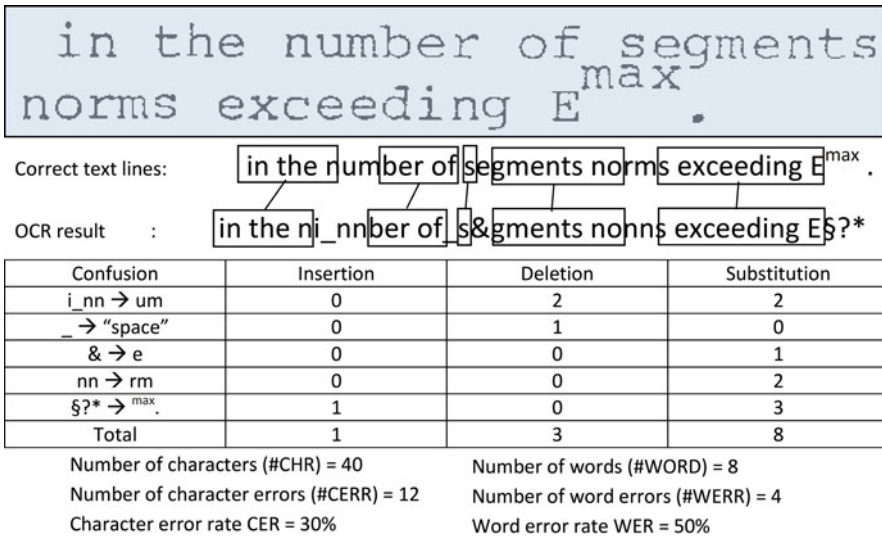 in the number of segments
norms exceeding E^max .
Correct text lines: in the number of segments norms exceeding E^max .
OCR result : in the ni_nnber of_s&gments nonns exceeding E§?*
Confusion Insertion Deletion Substitution
i_nn → um 0 2 2
_ → “space” 0 1 0
& → e 0 0 1
nn → rm 0 0 2
§?* → ^max. 1 0 3
Total 1 3 8
Number of characters (#CHR) = 40 Number of words (#WORD) = 8
Number of character errors (#CERR) = 12 Number of word errors (#WERR) = 4
Character error rate CER = 30% Word error rate WER = 50%